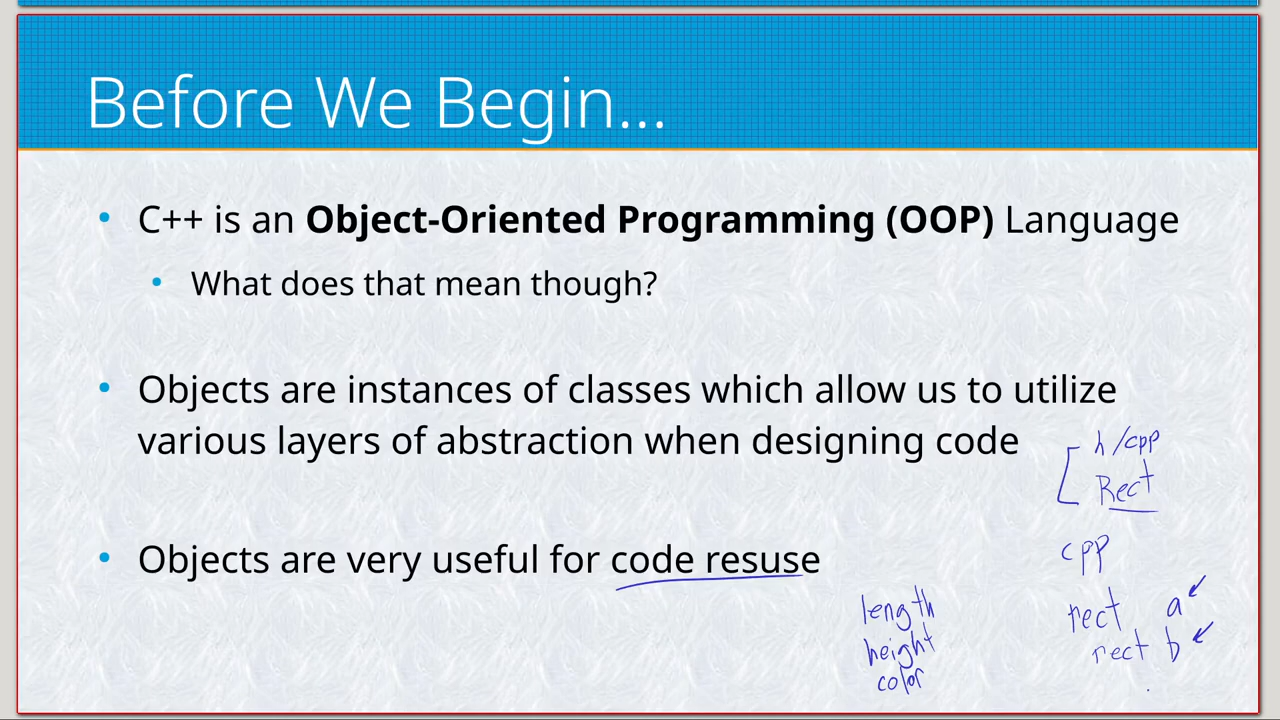 Before We Begin...
• C++ is an Object-Oriented Programming (OOP) Language
• What does that mean though?
• Objects are instances of classes which allow us to utilize
various layers of abstraction when designing code
h/cpp
Rect
• Objects are very useful for code resuse
cpp
length
height
color
rect a
rect b